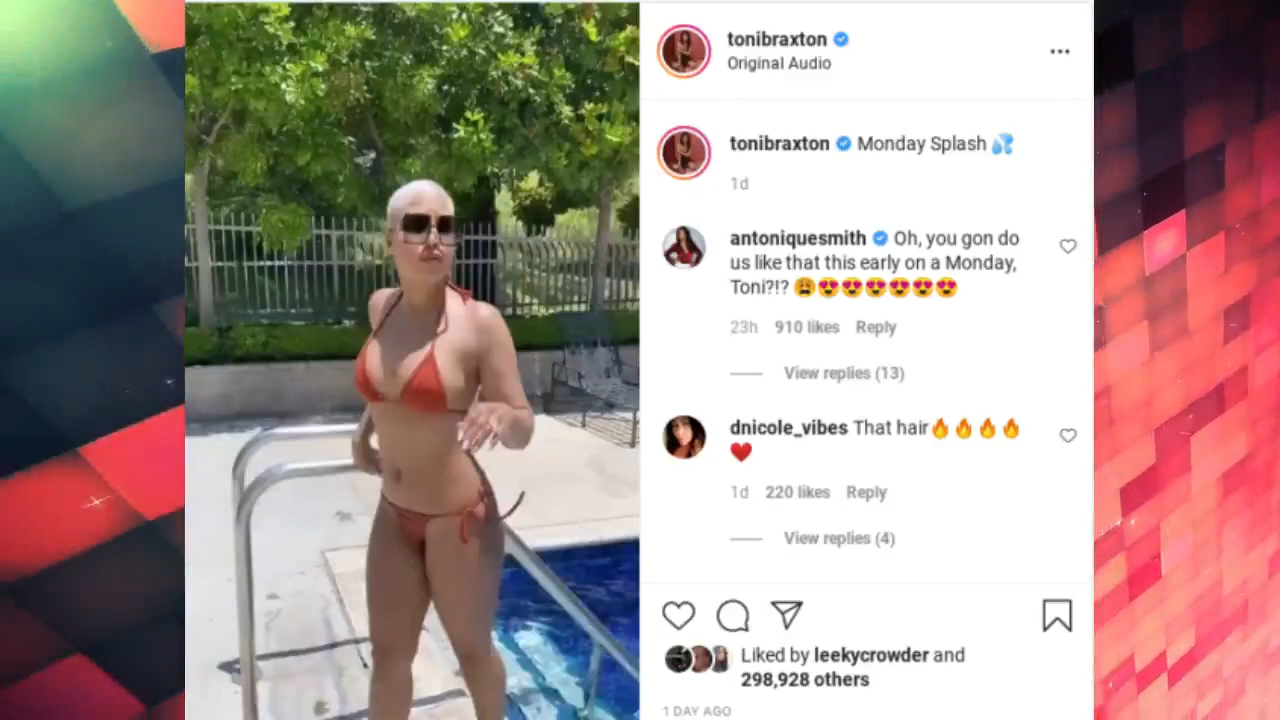 tonibraxton
Original Audio
tonibraxton Monday Splash 💦
1d
antoniquesmith Oh, you gon do
us like that this early on a Monday,
Toni?!? 😩😍😍😍😍😍😍
23h 910 likes Reply
View replies (13)
dnicole_vibes That hair🔥🔥🔥🔥
❤️
1d 220 likes Reply
View replies (4)
Liked by leekycrowder and
298,928 others
1 DAY AGO